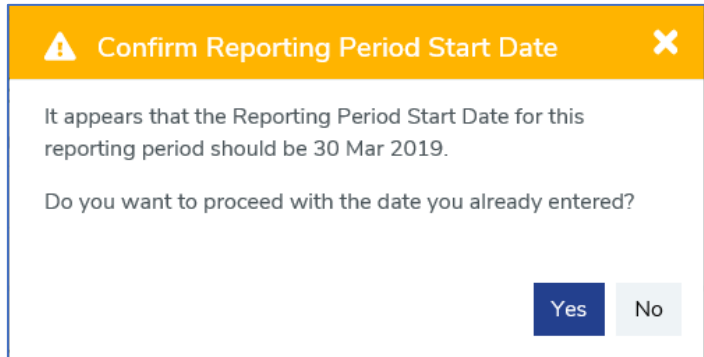 Confirm Reporting Period Start Date
It appears that the Reporting Period Start Date for this
reporting period should be 30 Mar 2019.
Do you want to proceed with the date you already entered?
Yes No